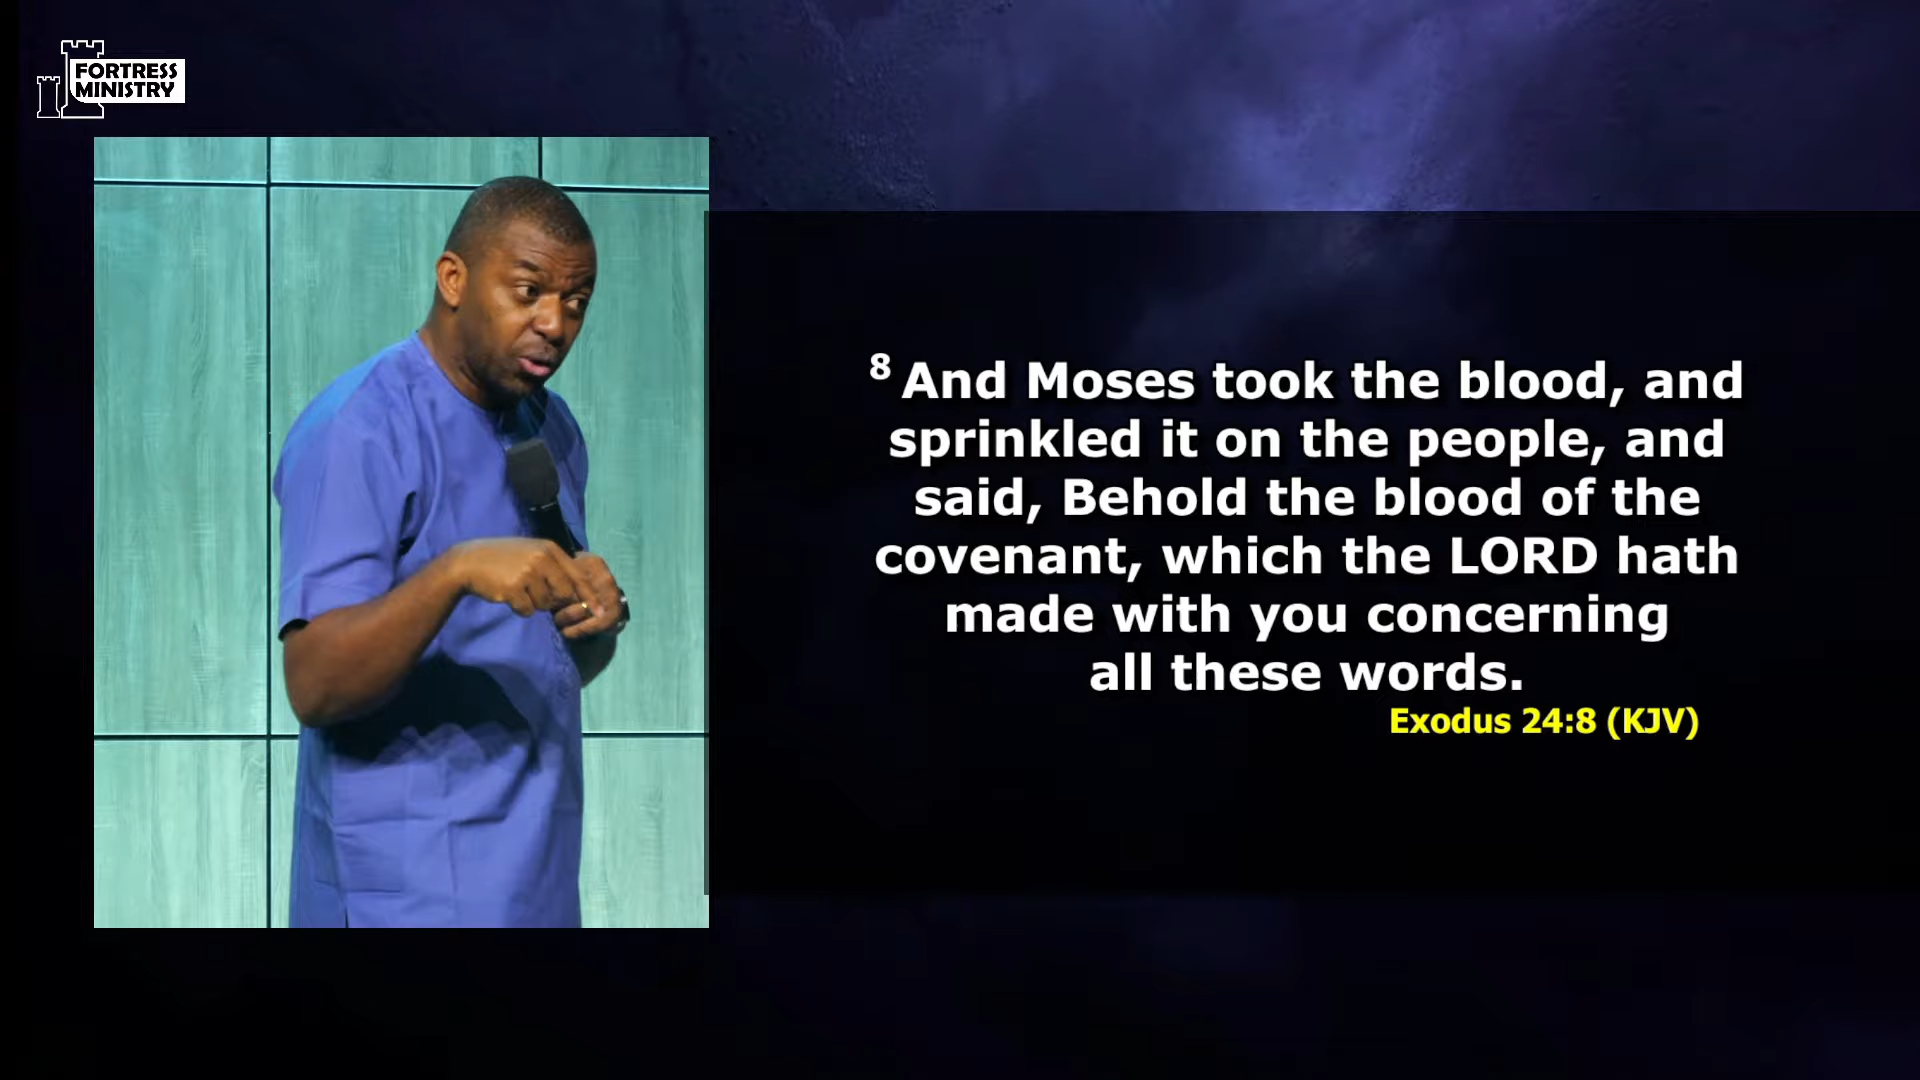 FORTRESS
MINISTRY
8 And Moses took the blood, and
sprinkled it on the people, and
said, Behold the blood of the
covenant, which the LORD hath
made with you concerning
all these words.
Exodus 24:8 (KJV)